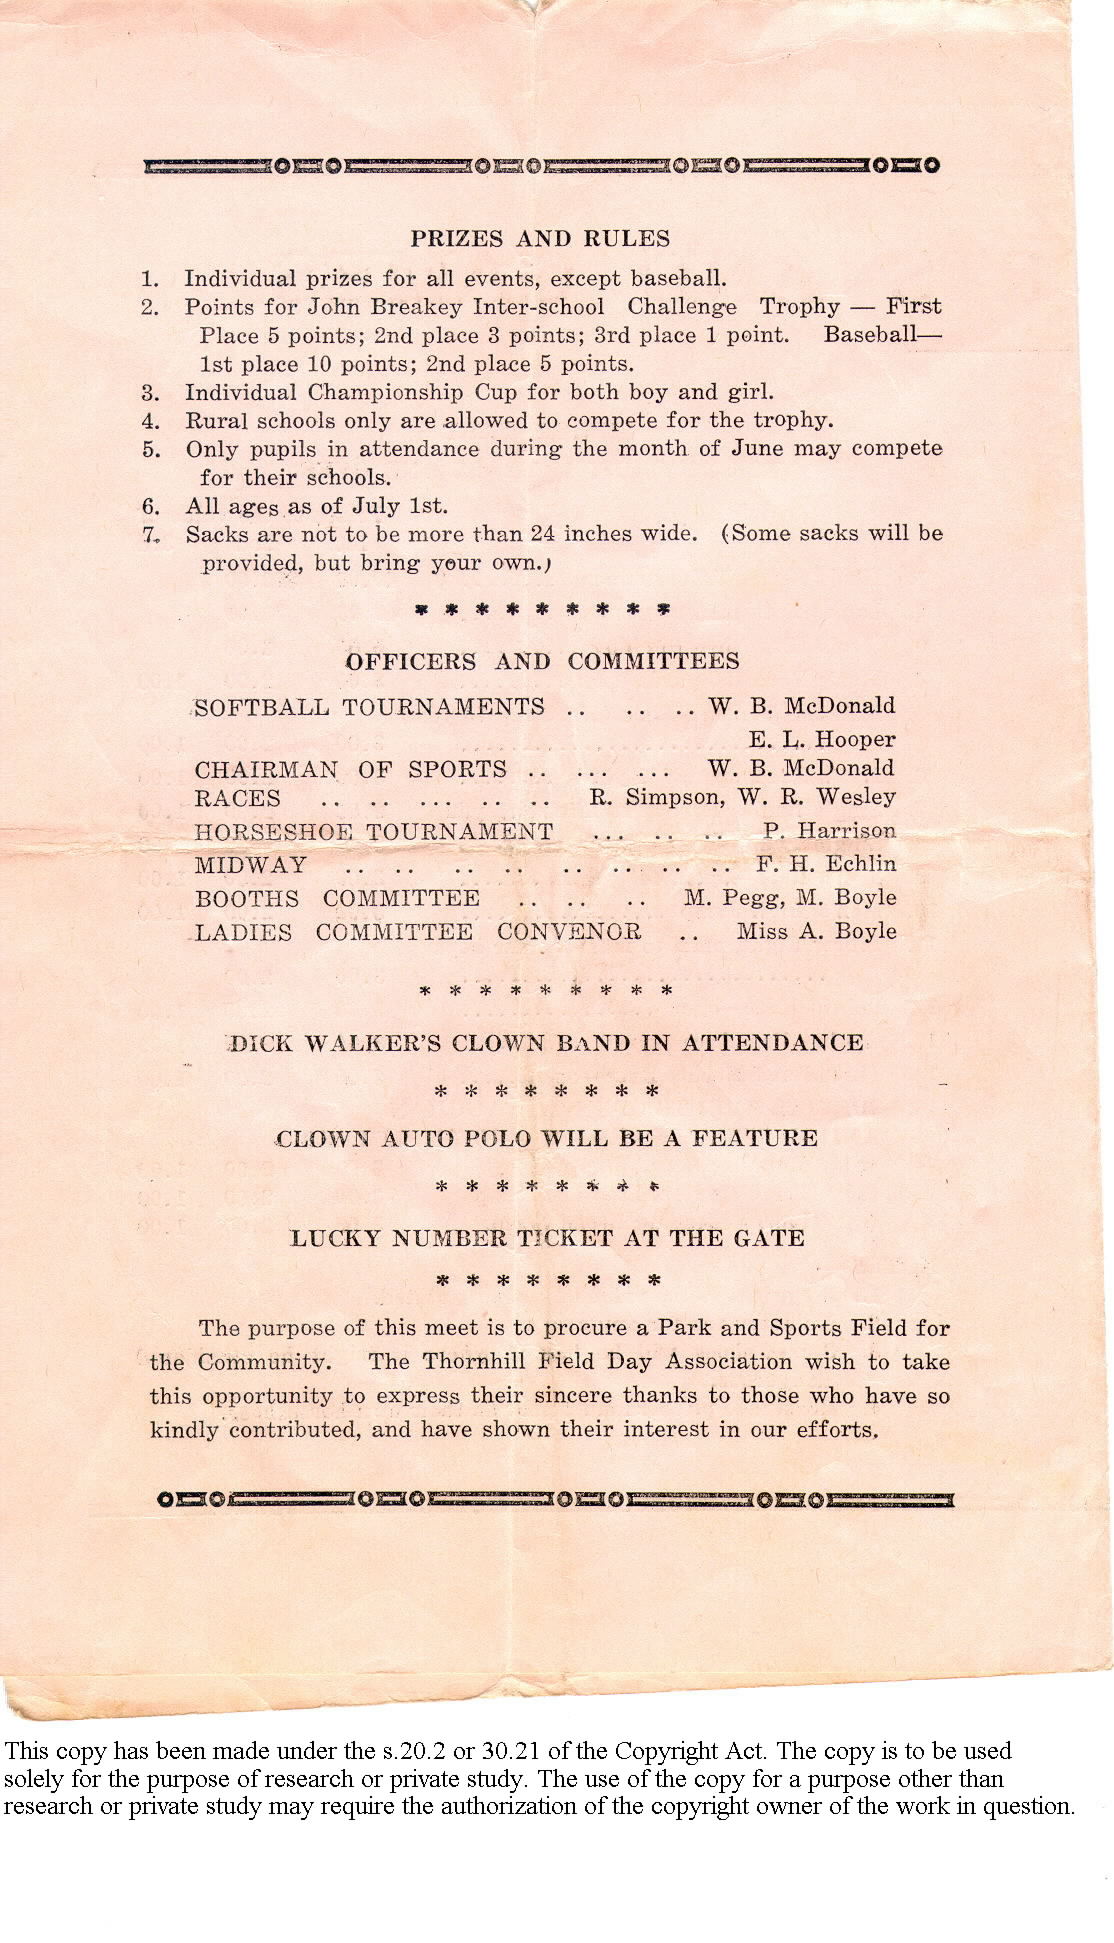 PRIZES AND RULES
1. Individual prizes for all events, except baseball.
2. Points for John Breakey Inter-school Challenge Trophy — First
Place 5 points; 2nd place 3 points; 3rd place 1 point. Baseball—
1st place 10 points; 2nd place 5 points.
3. Individual Championship Cup for both boy and girl.
4. Rural schools only are allowed to compete for the trophy.
5. Only pupils in attendance during the month of June may compete
for their schools.
6. All ages as of July 1st.
7. Sacks are not to be more than 24 inches wide. (Some sacks will be
provided, but bring your own.)
* * * * * * * * *
OFFICERS AND COMMITTEES
SOFTBALL TOURNAMENTS .. .. .. W. B. McDonald
E. L. Hooper
CHAIRMAN OF SPORTS .. ... ... W. B. McDonald
RACES .. .. ... .. .. R. Simpson, W. R. Wesley
HORSESHOE TOURNAMENT ... .. .. P. Harrison
MIDWAY .. .. .. .. .. .. .. .. F. H. Echlin
BOOTHS COMMITTEE .. .. .. M. Pegg, M. Boyle
LADIES COMMITTEE CONVENOR .. Miss A. Boyle
* * * * * * * * *
DICK WALKER'S CLOWN BAND IN ATTENDANCE
* * * * * * * *
CLOWN AUTO POLO WILL BE A FEATURE
* * * * * * * *
LUCKY NUMBER TICKET AT THE GATE
* * * * * * * *
The purpose of this meet is to procure a Park and Sports Field for
the Community. The Thornhill Field Day Association wish to take
this opportunity to express their sincere thanks to those who have so
kindly contributed, and have shown their interest in our efforts.
This copy has been made under the s.20.2 or 30.21 of the Copyright Act. The copy is to be used
solely for the purpose of research or private study. The use of the copy for a purpose other than
research or private study may require the authorization of the copyright owner of the work in question.